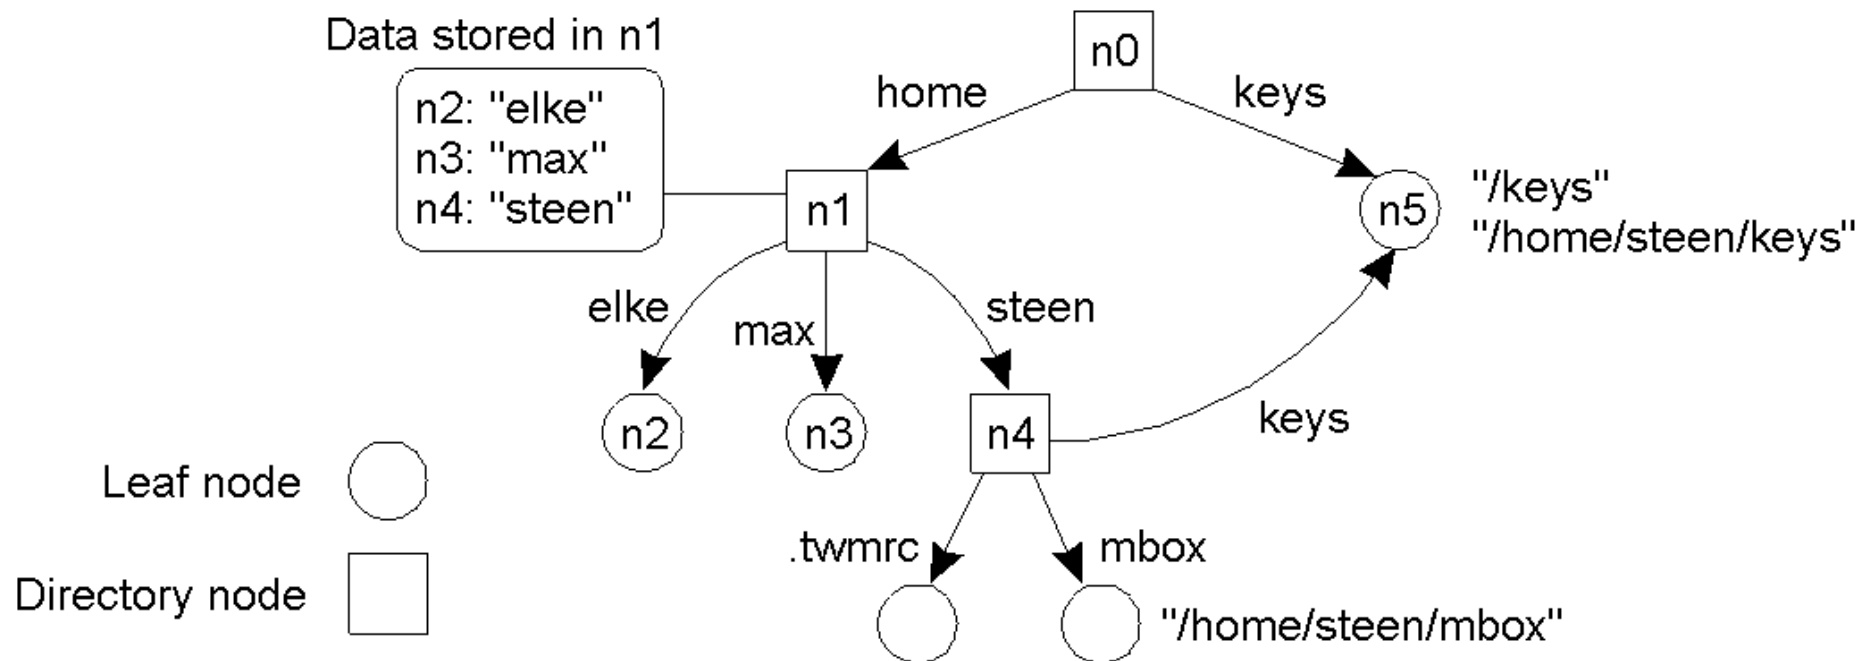 Data stored in n1
n2: "elke"
n3: "max"
n4: "steen"
n0
home
keys
n1
n5
"/keys"
"/home/steen/keys"
elke
max
steen
n2
n3
n4
keys
Leaf node
.twmrc
mbox
Directory node
"/home/steen/mbox"